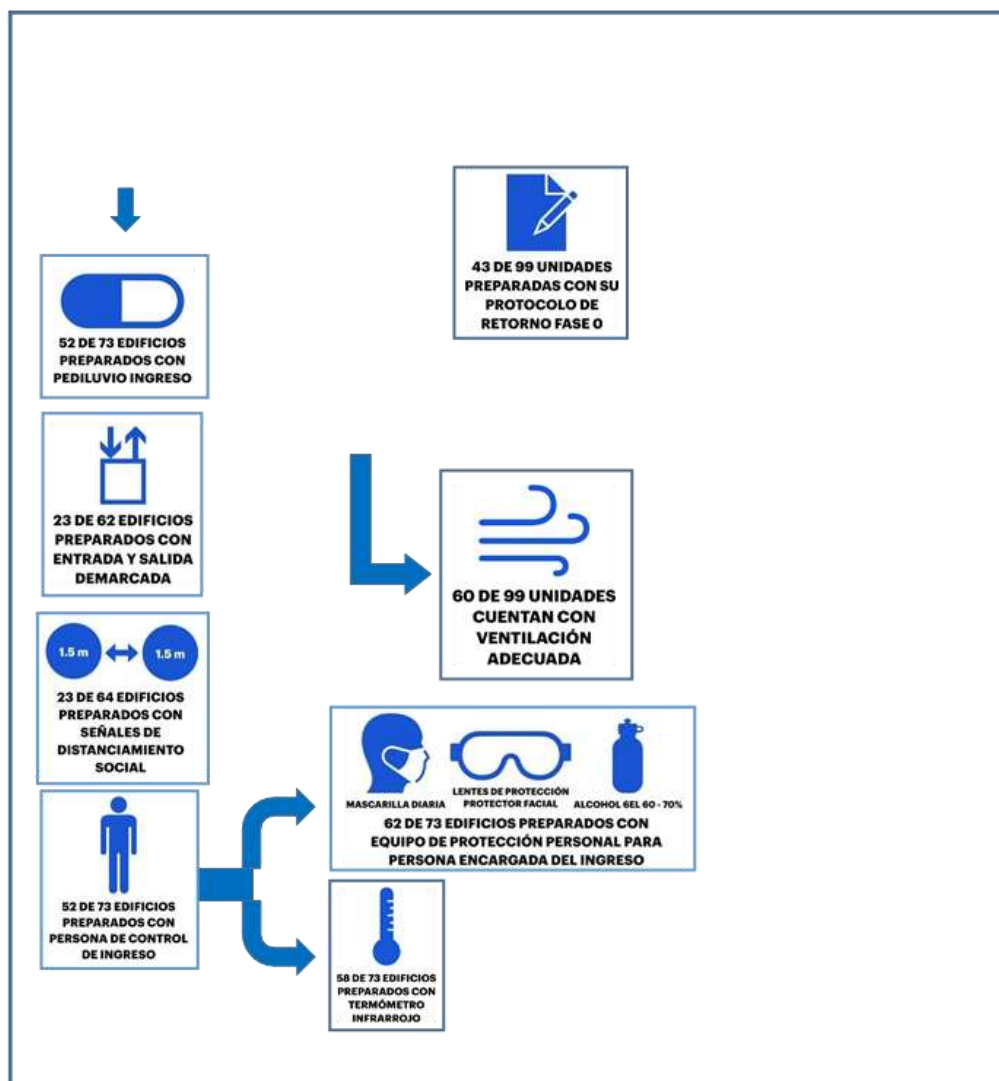 43 DE 99 UNIDADES
PREPARADAS CON SU
PROTOCOLO DE
RETORNO FASE 0
52 DE 73 EDIFICIOS
PREPARADOS CON
PEDILUVIO INGRESO
23 DE 62 EDIFICIOS
PREPARADOS CON
ENTRADA Y SALIDA
DEMARCADA
60 DE 99 UNIDADES
CUENTAN CON
VENTILACIÓN
ADECUADA
1.5 m
1.5 m
23 DE 64 EDIFICIOS
PREPARADOS CON
SEÑALES DE
DISTANCIAMIENTO
SOCIAL
MASCARILLA DIARIA
LENTES DE PROTECCIÓN
PROTECTOR FACIAL
ALCOHOL 6EL 60 - 70%
62 DE 73 EDIFICIOS PREPARADOS CON
EQUIPO DE PROTECCIÓN PERSONAL PARA
PERSONA ENCARGADA DEL INGRESO
52 DE 73 EDIFICIOS
PREPARADOS CON
PERSONA DE CONTROL
DE INGRESO
58 DE 73 EDIFICIOS
PREPARADOS CON
TERMÓMETRO
INFRARROJO